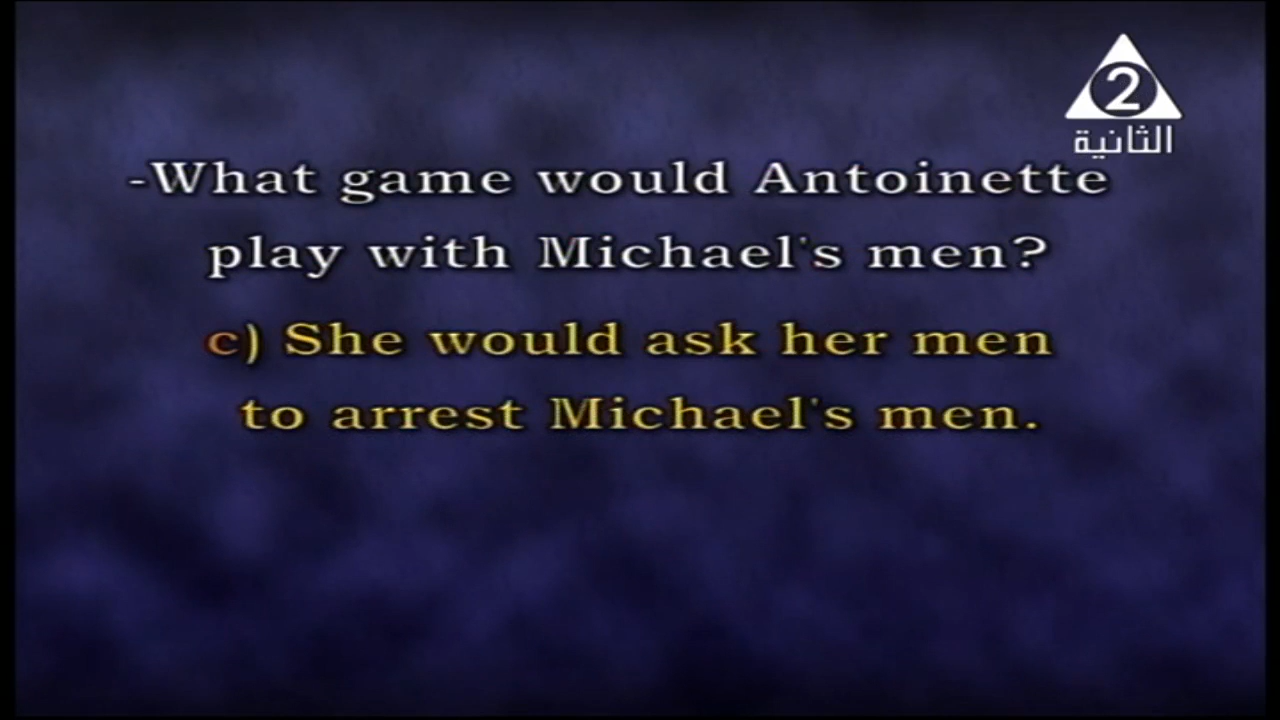 2
الثانية
-What game would Antoinette
play with Michael's men?
c) She would ask her men
to arrest Michael's men.